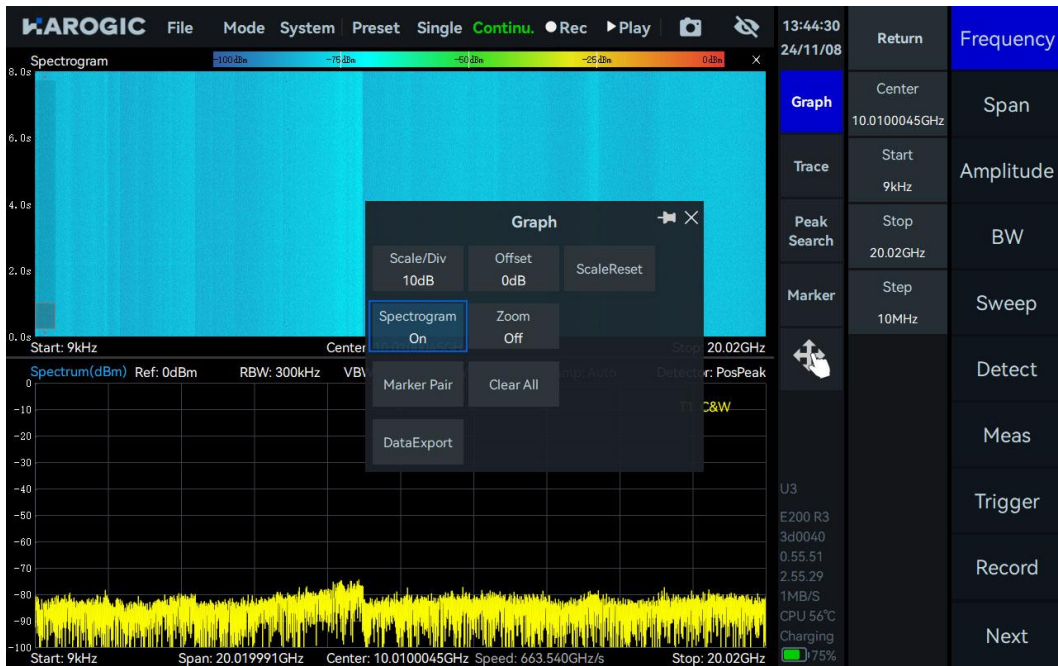 HAROGIC File Mode System Preset Single Continu. Rec Play
13:44:30
24/11/08
Return
Frequency
Spectrogram
-100dBm -75dBm -50dBm -25dBm 0dBm
8.0s
6.0s
4.0s
2.0s
0.0s
Start: 9kHz Center Stop: 20.02GHz
Graph
Scale/Div
10dB
Offset
0dB
ScaleReset
Spectrogram
On
Zoom
Off
Marker Pair
Clear All
DataExport
Spectrum(dBm) Ref: 0dBm RBW: 300kHz Detector: PosPeak
C&W
0
-10
-20
-30
-40
-50
-60
-70
-80
-90
-100
Start: 9kHz Span: 20.019991GHz Center: 10.0100045GHz Speed: 663.540GHz/s Stop: 20.02GHz
Graph
Trace
Peak
Search
Marker
U3
E200 R3
3d0040
0.55.51
2.55.29
1MB/S
CPU 56℃
Charging
75%
Center
10.0100045GHz
Start
9kHz
Stop
20.02GHz
Step
10MHz
Span
Amplitude
BW
Sweep
Detect
Meas
Trigger
Record
Next